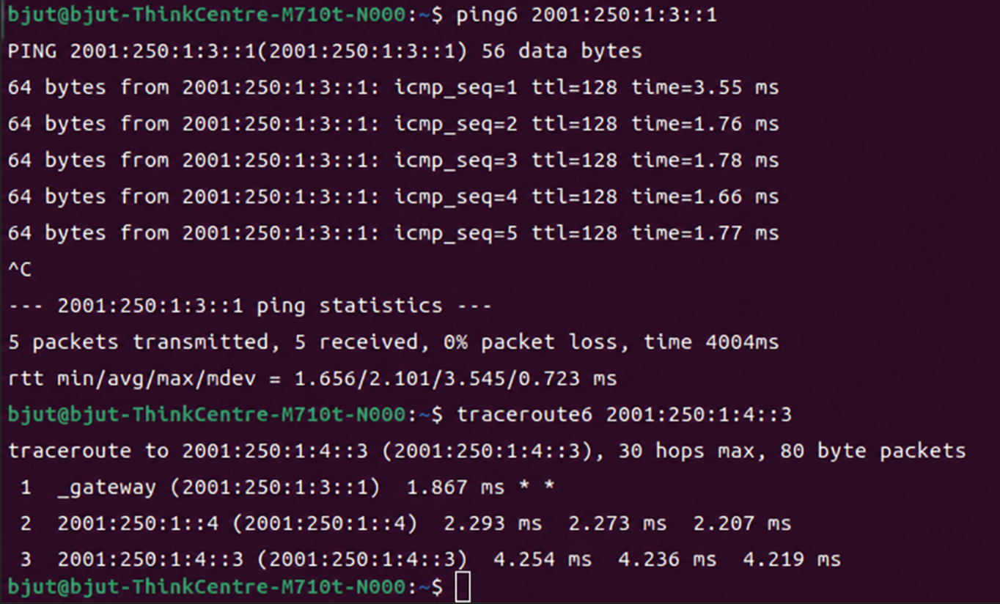 bjut@bjut-ThinkCentre-M710t-N000:~$ ping6 2001:250:1:3::1
PING 2001:250:1:3::1(2001:250:1:3::1) 56 data bytes
64 bytes from 2001:250:1:3::1: icmp_seq=1 ttl=128 time=3.55 ms
64 bytes from 2001:250:1:3::1: icmp_seq=2 ttl=128 time=1.76 ms
64 bytes from 2001:250:1:3::1: icmp_seq=3 ttl=128 time=1.78 ms
64 bytes from 2001:250:1:3::1: icmp_seq=4 ttl=128 time=1.66 ms
64 bytes from 2001:250:1:3::1: icmp_seq=5 ttl=128 time=1.77 ms
^C
--- 2001:250:1:3::1 ping statistics ---
5 packets transmitted, 5 received, 0% packet loss, time 4004ms
rtt min/avg/max/mdev = 1.656/2.101/3.545/0.723 ms
bjut@bjut-ThinkCentre-M710t-N000:~$ traceroute6 2001:250:1:4::3
traceroute to 2001:250:1:4::3 (2001:250:1:4::3), 30 hops max, 80 byte packets
 1  _gateway (2001:250:1:3::1)  1.867 ms * *
 2  2001:250:1::4 (2001:250:1::4)  2.293 ms  2.273 ms  2.207 ms
 3  2001:250:1:4::3 (2001:250:1:4::3)  4.254 ms  4.236 ms  4.219 ms
bjut@bjut-ThinkCentre-M710t-N000:~$